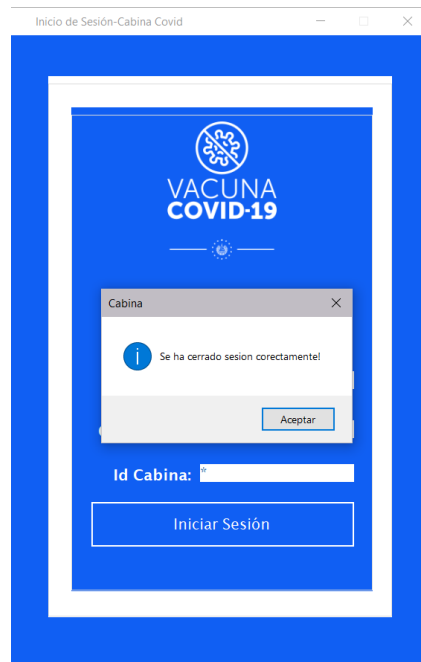 Inicio de Sesión-Cabina Covid
VACUNA
COVID-19
Cabina
Se ha cerrado sesion corectamente!
Aceptar
Id Cabina: *
Iniciar Sesión